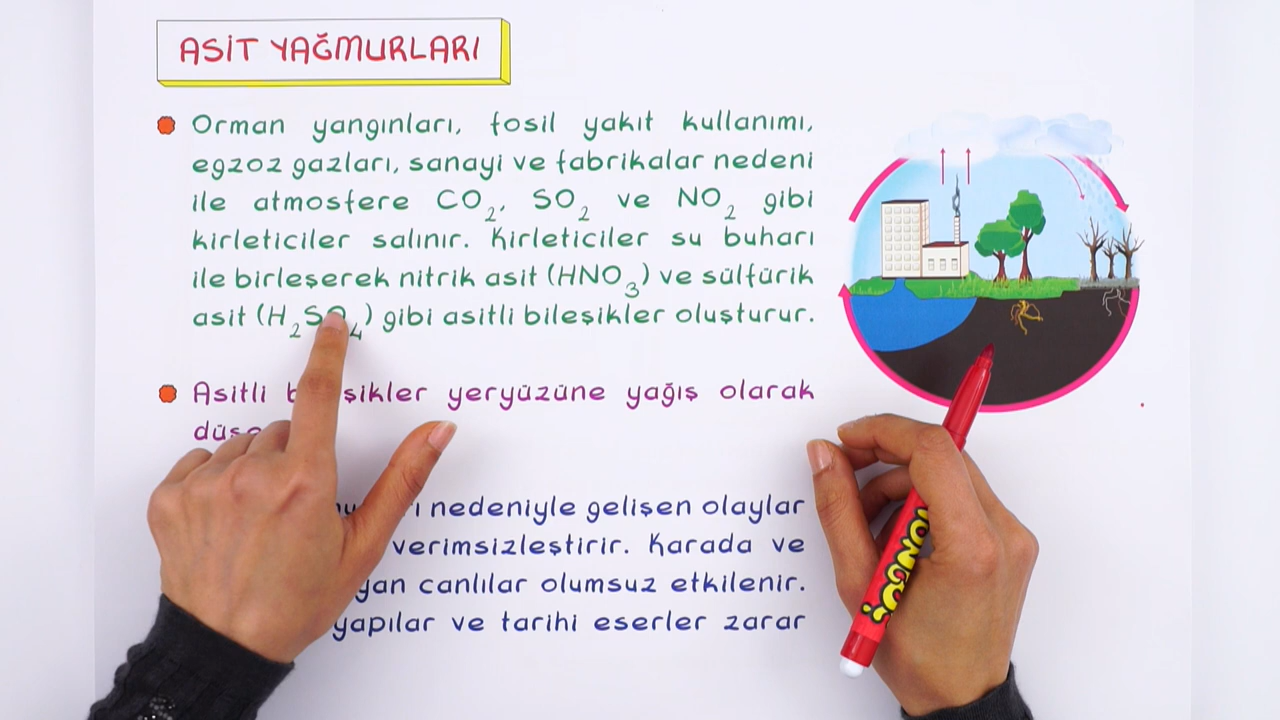 ASİT YAĞMURLARI
Orman yangınları, fosil yakıt kullanımı,
egzoz gazları, sanayi ve fabrikalar nedeni
ile atmosfere CO₂, SO₂ ve NO₂ gibi
kirleticiler salınır. Kirleticiler su buharı
ile birleşerek nitrik asit (HNO₃) ve sülfürik
asit (H₂SO₄) gibi asitli bileşikler oluşturur.
Asitli yeryüzüne yağış olarak
nedeniyle gelişen olaylar
verimsizleştirir. Karada ve
canlılar olumsuz etkilenir.
yapılar ve tarihi eserler zarar